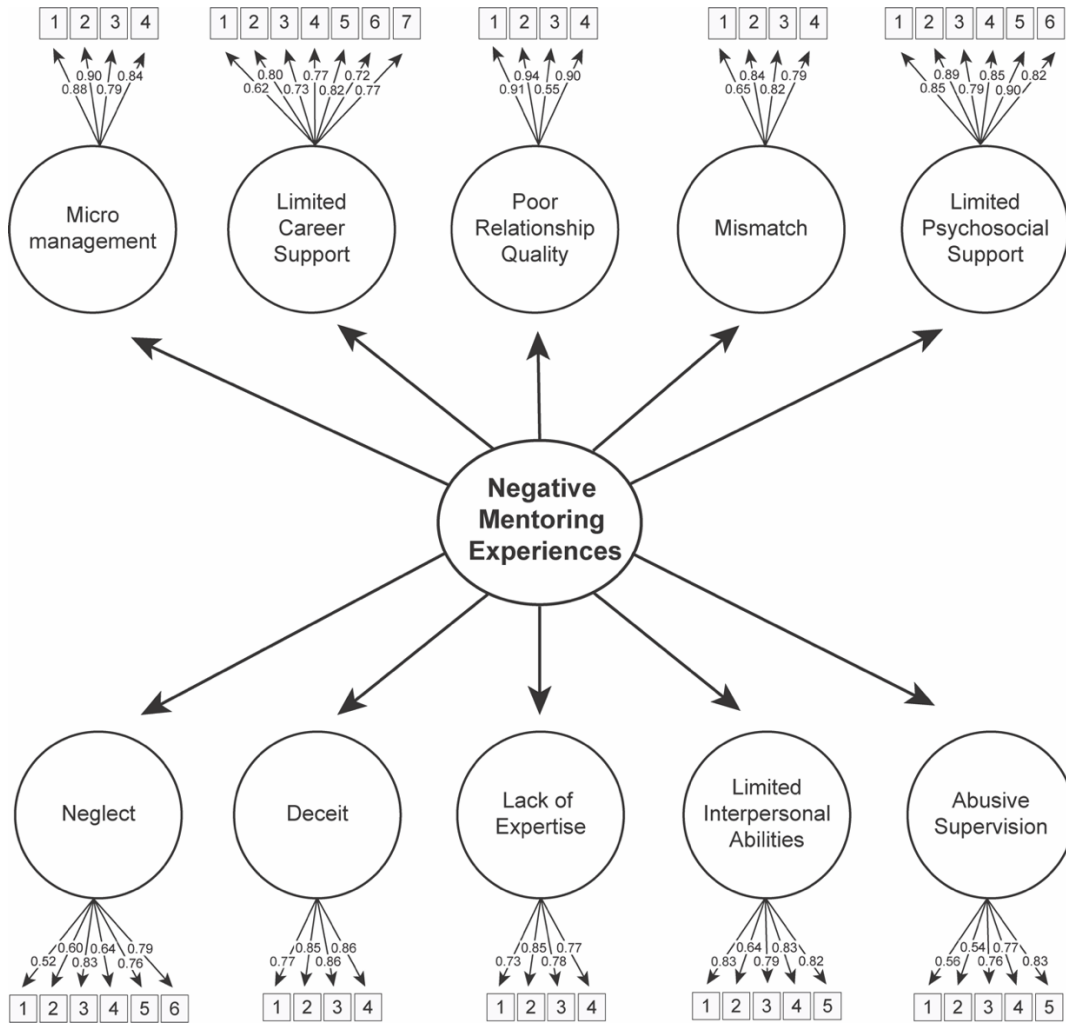 1 2 3 4
1 2 3 4 5 6 7
1 2 3 4
1 2 3 4
1 2 3 4 5 6
0.90 0.84
0.88 0.79
0.80 0.77 0.72
0.62 0.73 0.82 0.77
0.94 0.90
0.91 0.55
0.84 0.79
0.65 0.82
0.89 0.85 0.82
0.85 0.79 0.90
Micro
management
Limited
Career
Support
Poor
Relationship
Quality
Mismatch
Limited
Psychosocial
Support
Negative
Mentoring
Experiences
Neglect
Deceit
Lack of
Expertise
Limited
Interpersonal
Abilities
Abusive
Supervision
0.60 0.64 0.79
0.52 0.83 0.76
0.85 0.86
0.77 0.86
0.85 0.77
0.73 0.78
0.64 0.83
0.83 0.79 0.82
0.54 0.77
0.56 0.76 0.83
1 2 3 4 5 6
1 2 3 4
1 2 3 4
1 2 3 4 5
1 2 3 4 5